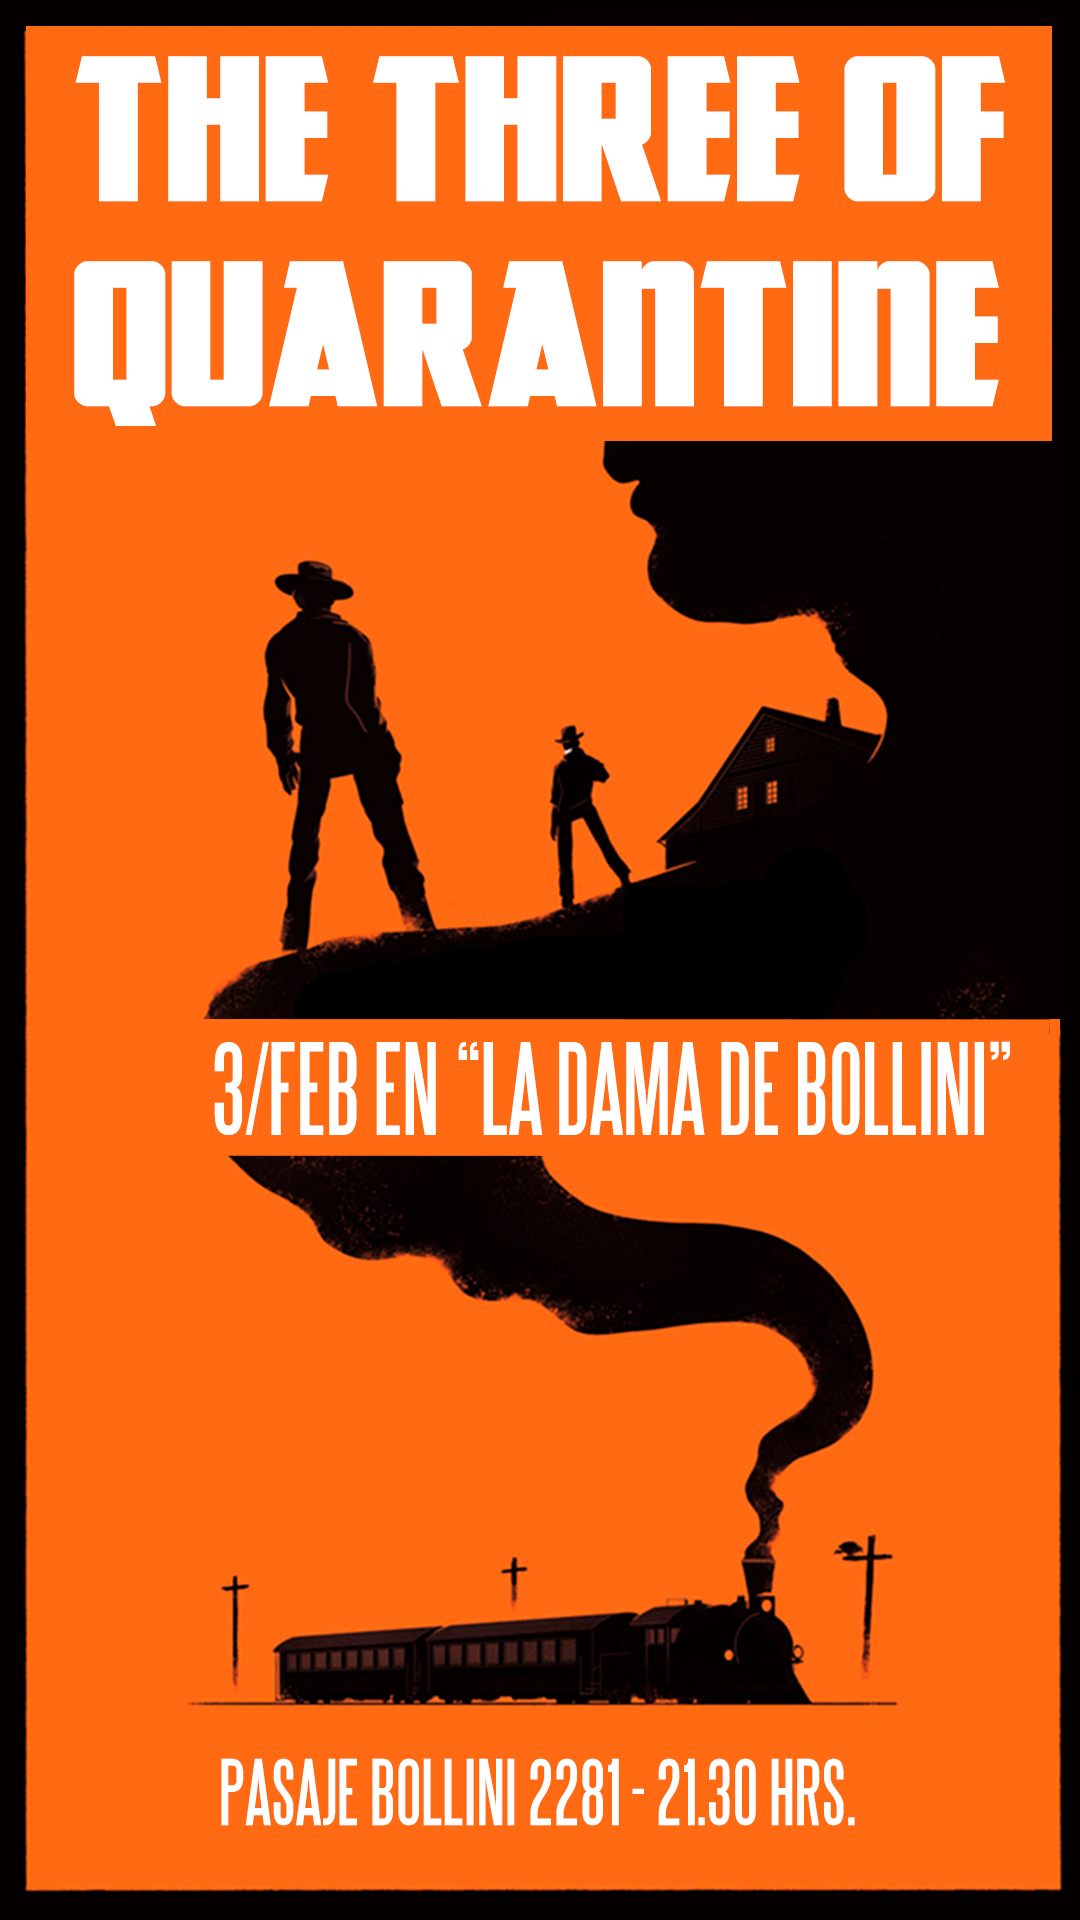 THE THREE OF
QUARANTINE
3/FEB EN “LA DAMA DE BOLLINI”
PASAJE BOLLINI 2281 - 21.30 HRS.